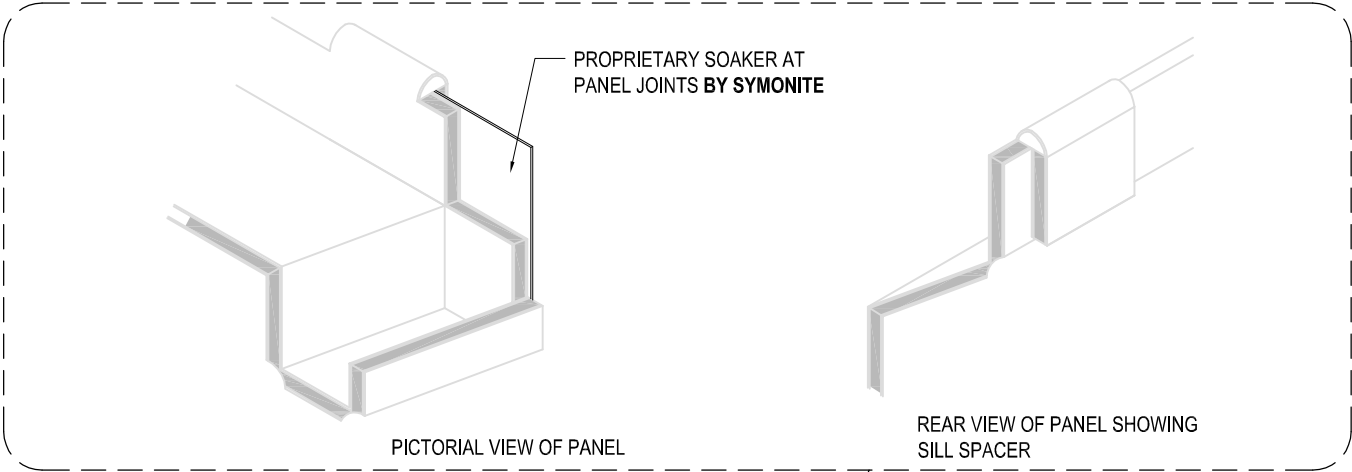 PROPRIETARY SOAKER AT
PANEL JOINTS BY SYMONITE
PICTORIAL VIEW OF PANEL
REAR VIEW OF PANEL SHOWING
SILL SPACER